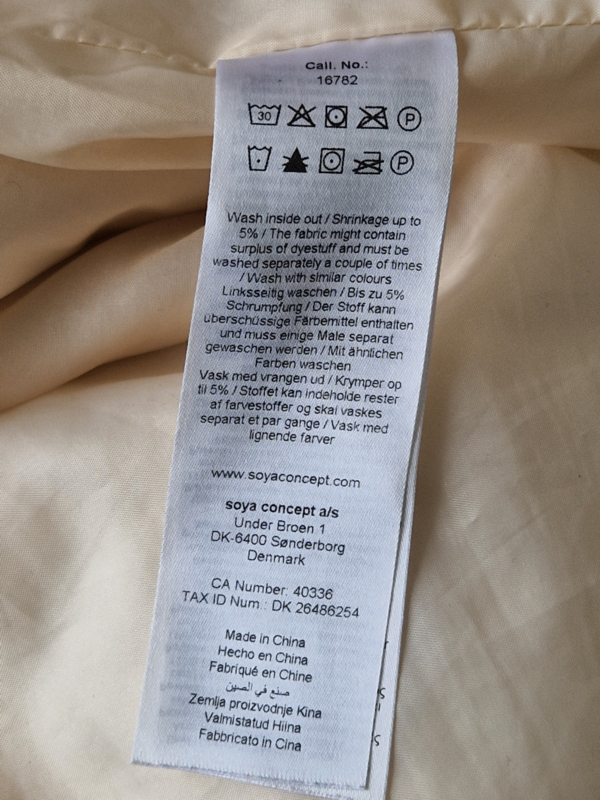 Call. No.:
16782
30 P
P
Wash inside out / Shrinkage up to
5% / The fabric might contain
surplus of dyestuff and must be
washed separately a couple of times
/ Wash with similar colours
Linksseitig waschen / Bis zu 5%
Schrumpfung / Der Stoff kann
überschüssige Färbemittel enthalten
und muss einige Male separat
gewaschen werden / Mit ähnlichen
Farben waschen
Vask med vrangen ud / Krymper op
til 5% / Stoffet kan indeholde rester
af farvestoffer og skal vaskes
separat et par gange / Vask med
lignende farver
www.soyaconcept.com
soya concept a/s
Under Broen 1
DK-6400 Sønderborg
Denmark
CA Number: 40336
TAX ID Num.: DK 26486254
Made in China
Hecho en China
Fabriqué en Chine
صنع في الصين
Zemlja proizvodnje Kina
Valmistatud Hiina
Fabbricato in Cina